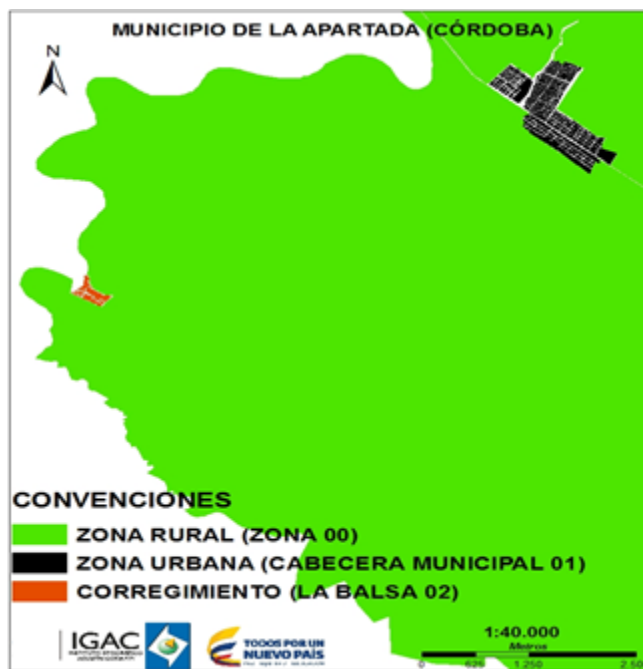 MUNICIPIO DE LA APARTADA (CÓRDOBA)
N
CONVENCIONES
ZONA RURAL (ZONA 00)
ZONA URBANA (CABECERA MUNICIPAL 01)
CORREGIMIENTO (LA BALSA 02)
IGAC
TODOS POR UN
NUEVO PAÍS
1:40.000
Metros
0 625 1.250